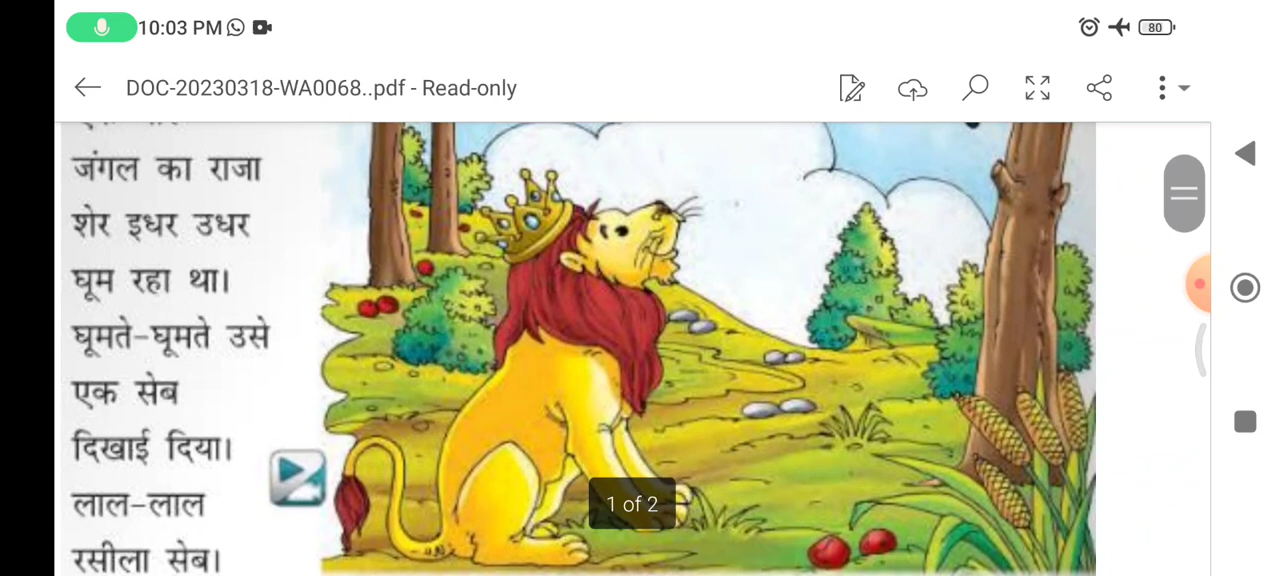 10:03 PM
80
DOC-20230318-WA0068..pdf - Read-only
जंगल का राजा
शेर इधर उधर
घूम रहा था।
घूमते-घूमते उसे
एक सेब
दिखाई दिया।
लाल-लाल
रसीला सेब।
1 of 2